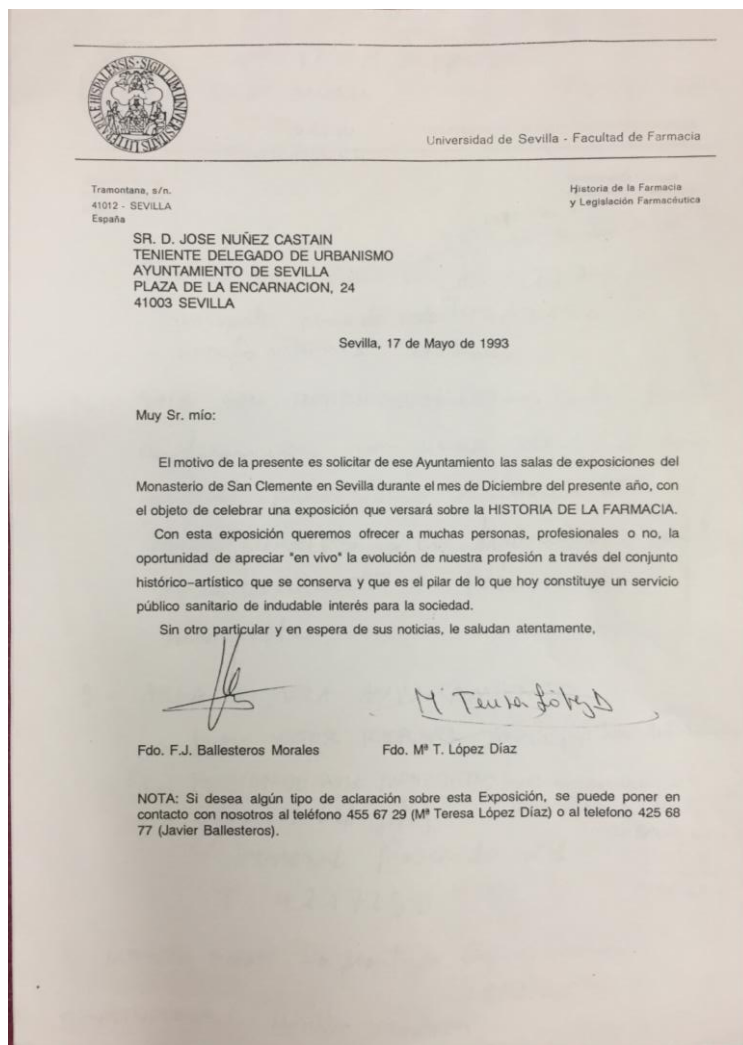 SIGILLUM UNIVERSITATIS LITTERARIAE HISPALENSIS
Universidad de Sevilla - Facultad de Farmacia
Tramontana, s/n.
41012 - SEVILLA
España
Historia de la Farmacia
y Legislación Farmacéutica
SR. D. JOSE NUÑEZ CASTAIN
TENIENTE DELEGADO DE URBANISMO
AYUNTAMIENTO DE SEVILLA
PLAZA DE LA ENCARNACION, 24
41003 SEVILLA
Sevilla, 17 de Mayo de 1993
Muy Sr. mío:
El motivo de la presente es solicitar de ese Ayuntamiento las salas de exposiciones del
Monasterio de San Clemente en Sevilla durante el mes de Diciembre del presente año, con
el objeto de celebrar una exposición que versará sobre la HISTORIA DE LA FARMACIA.
Con esta exposición queremos ofrecer a muchas personas, profesionales o no, la
oportunidad de apreciar "en vivo" la evolución de nuestra profesión a través del conjunto
histórico-artístico que se conserva y que es el pilar de lo que hoy constituye un servicio
público sanitario de indudable interés para la sociedad.
Sin otro particular y en espera de sus noticias, le saludan atentamente,
Mª Teresa López D
Fdo. F.J. Ballesteros Morales
Fdo. Mª T. López Díaz
NOTA: Si desea algún tipo de aclaración sobre esta Exposición, se puede poner en
contacto con nosotros al teléfono 455 67 29 (Mª Teresa López Díaz) o al telefono 425 68
77 (Javier Ballesteros).